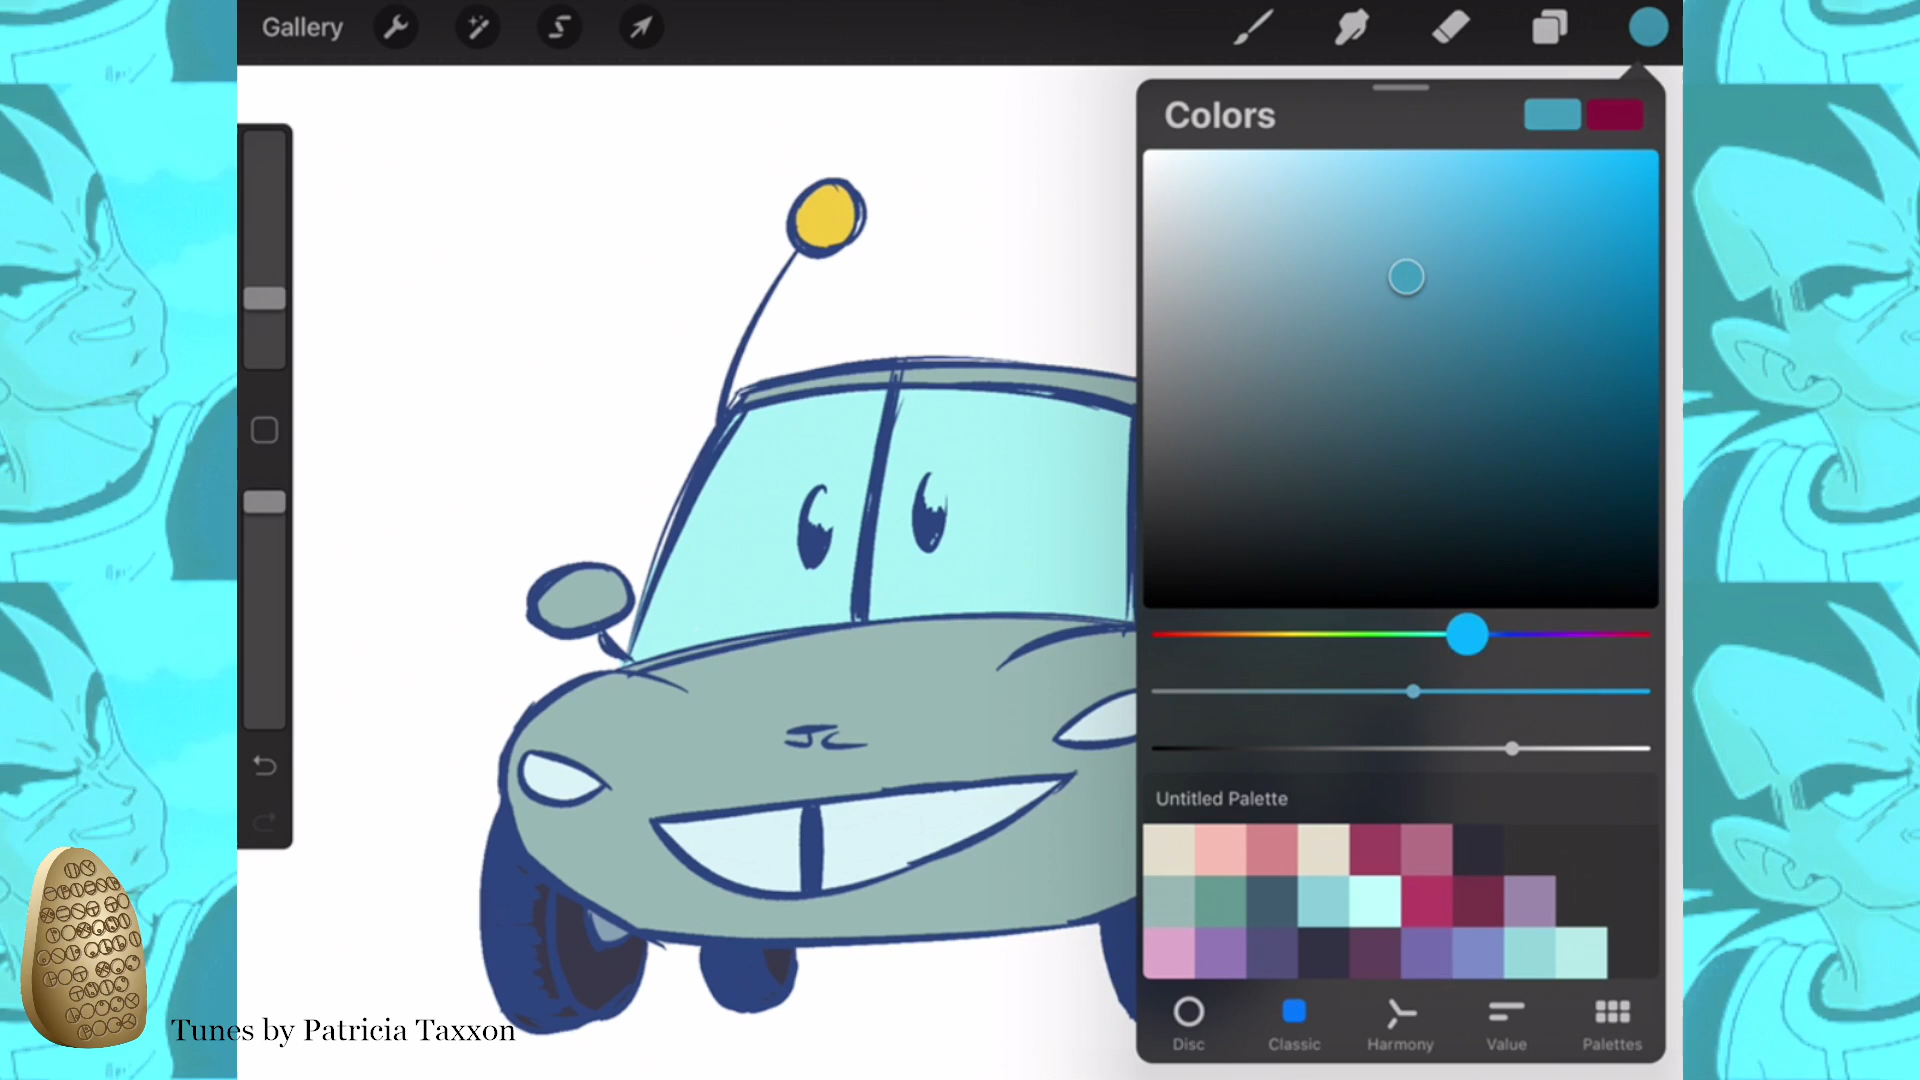 Gallery
Colors
Untitled Palette
Disc
Classic
Harmony
Value
Palettes
Tunes by Patricia Taxxon